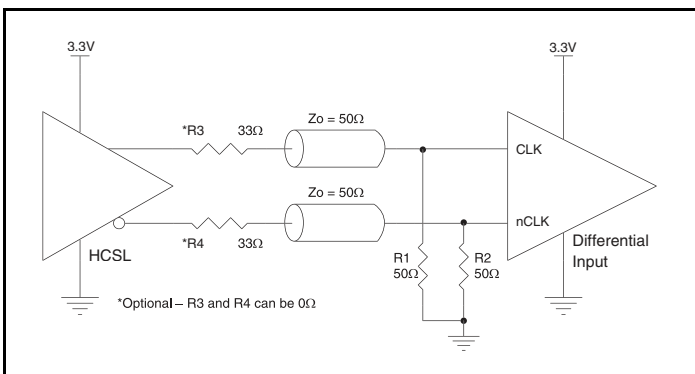 3.3V
3.3V
*R3 33Ω
Zo = 50Ω
CLK
Zo = 50Ω
nCLK
*R4 33Ω
HCSL
R1
50Ω
R2
50Ω
Differential
Input
*Optional – R3 and R4 can be 0Ω